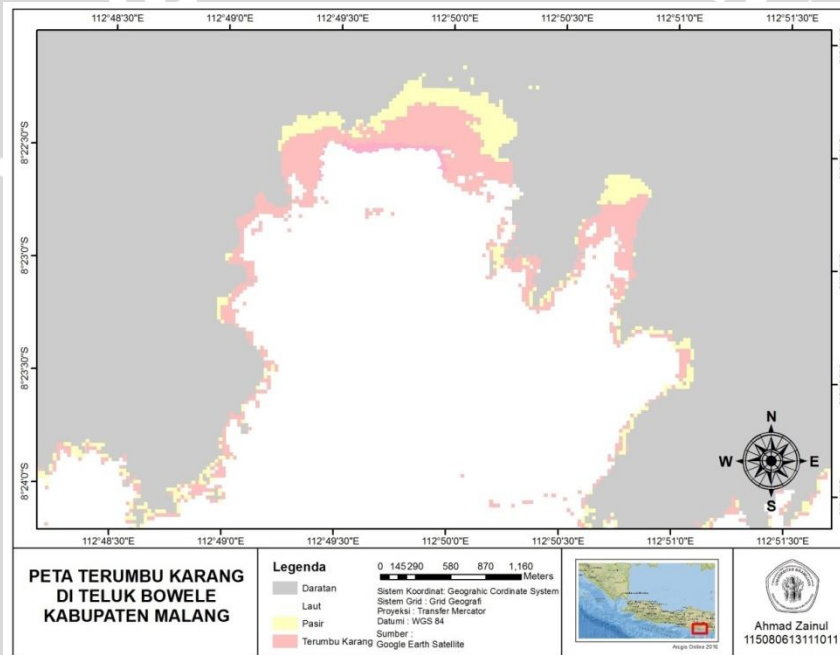 112°48'30"E 112°49'0"E 112°49'30"E 112°50'0"E 112°50'30"E 112°51'0"E 112°51'30"E
8°22'30"S
8°23'0"S
8°23'30"S
8°24'0"S
N
W E
S
112°48'30"E 112°49'0"E 112°49'30"E 112°50'0"E 112°50'30"E 112°51'0"E 112°51'30"E
PETA TERUMBU KARANG
DI TELUK BOWELE
KABUPATEN MALANG
Legenda
Daratan
Laut
Pasir
Terumbu Karang
0 145290 580 870 1,160
Meters
Sistem Koordinat: Geograhic Cordinate System
Sistem Grid : Grid Geografi
Proyeksi : Transfer Mercator
Datum : WGS 84
Sumber :
Google Earth Satellite
Arcgis Online 2016
Ahmad Zainul
115080613111011